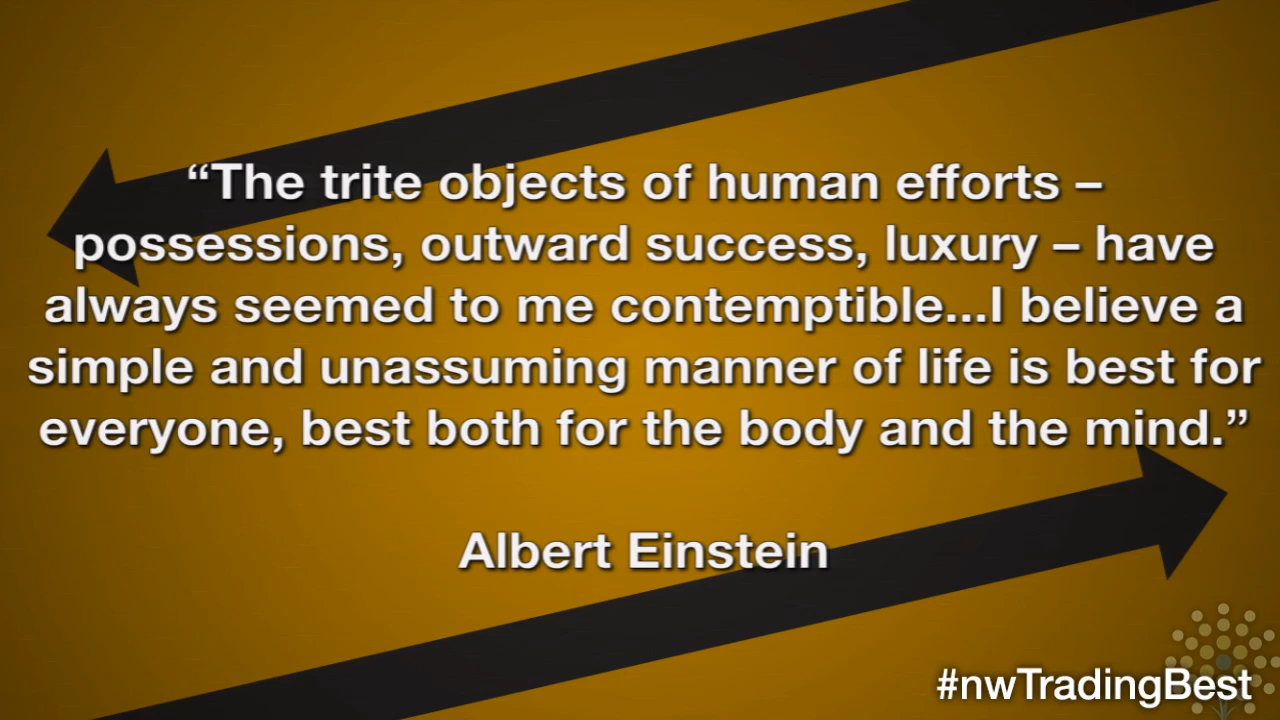 “The trite objects of human efforts –
possessions, outward success, luxury – have
always seemed to me contemptible...I believe a
simple and unassuming manner of life is best for
everyone, best both for the body and the mind.”
Albert Einstein
#nwTradingBest